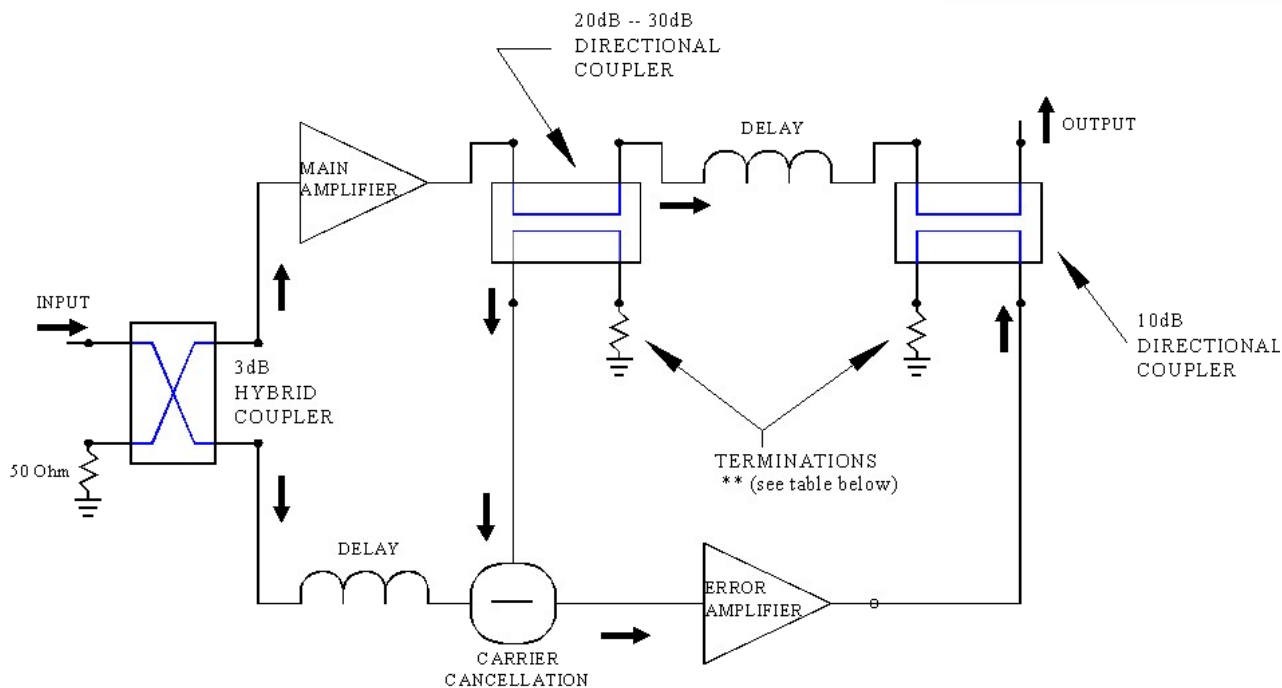 20dB -- 30dB
DIRECTIONAL
COUPLER
DELAY
OUTPUT
MAIN
AMPLIFIER
INPUT
3dB
HYBRID
COUPLER
10dB
DIRECTIONAL
COUPLER
50 Ohm
TERMINATIONS
** (see table below)
DELAY
ERROR
AMPLIFIER
CARRIER
CANCELLATION